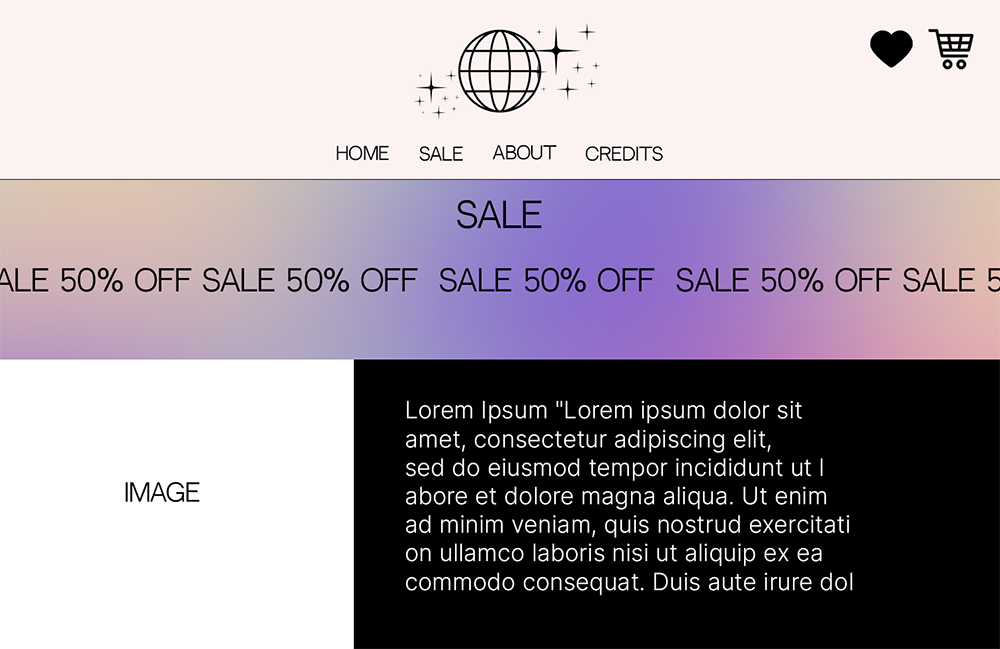 HOME SALE ABOUT CREDITS
SALE
ALE 50% OFF SALE 50% OFF SALE 50% OFF SALE 50% OFF SALE 5
IMAGE
Lorem Ipsum "Lorem ipsum dolor sit
amet, consectetur adipiscing elit,
sed do eiusmod tempor incididunt ut l
abore et dolore magna aliqua. Ut enim
ad minim veniam, quis nostrud exercitati
on ullamco laboris nisi ut aliquip ex ea
commodo consequat. Duis aute irure dol